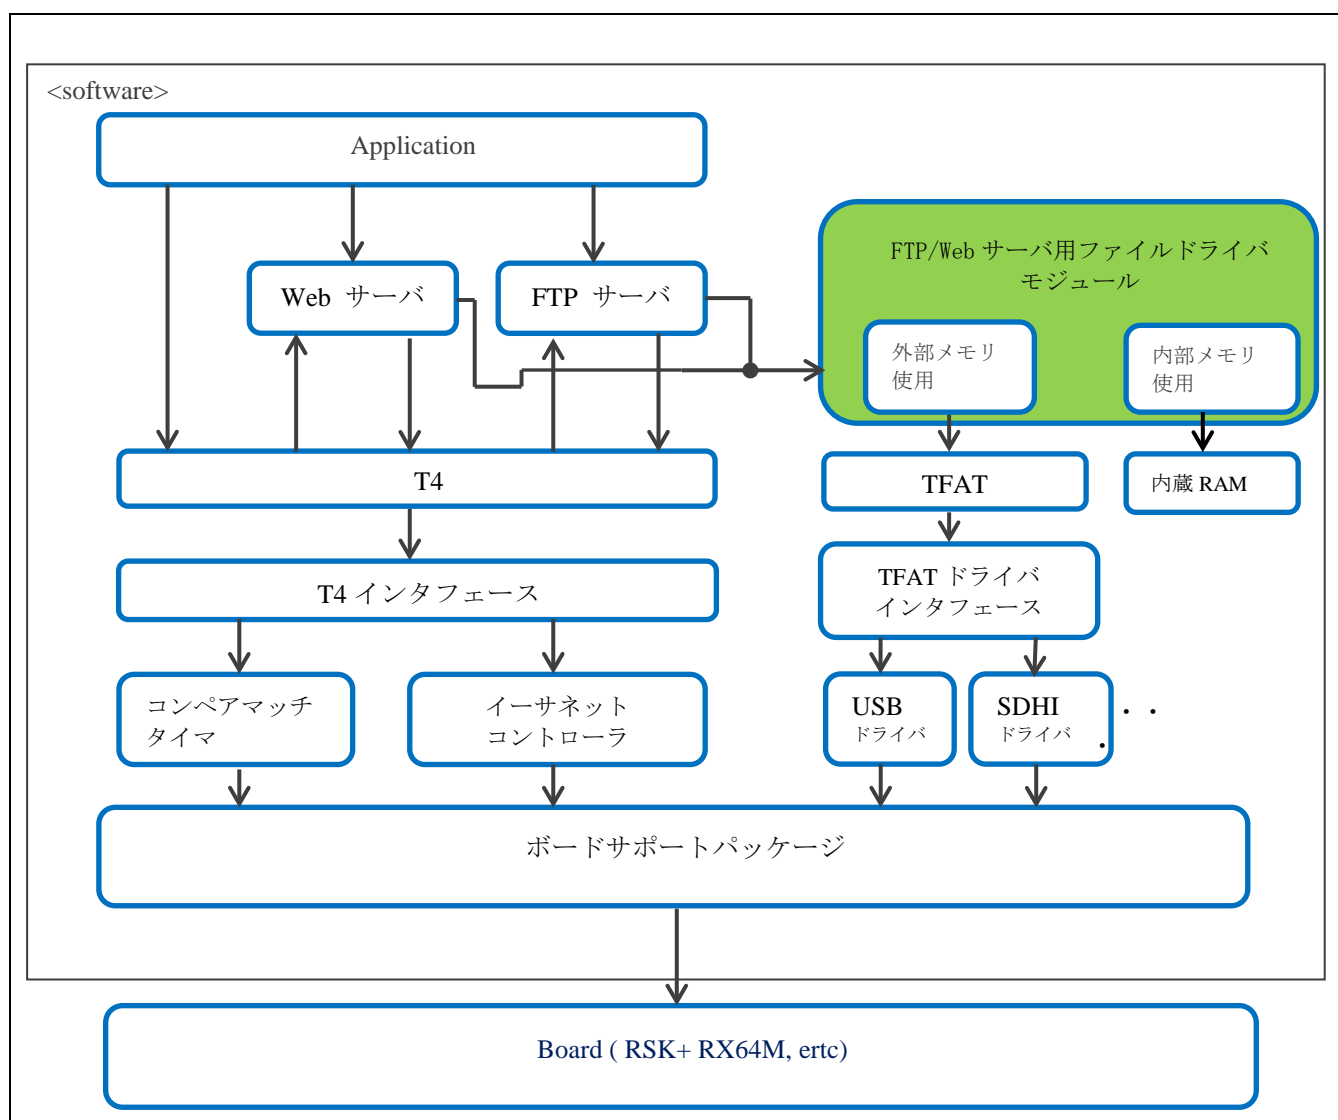 <software>
Application
FTP/Web サーバ用ファイルドライバ
モジュール
Web サーバ
FTP サーバ
外部メモリ
使用
内部メモリ
使用
T4
TFAT
内蔵 RAM
T4 インタフェース
TFAT ドライバ
インタフェース
コンペアマッチ
タイマ
イーサネット
コントローラ
USB
ドライバ
SDHI
ドライバ
・・
.
ボードサポートパッケージ
Board ( RSK+ RX64M, ertc)